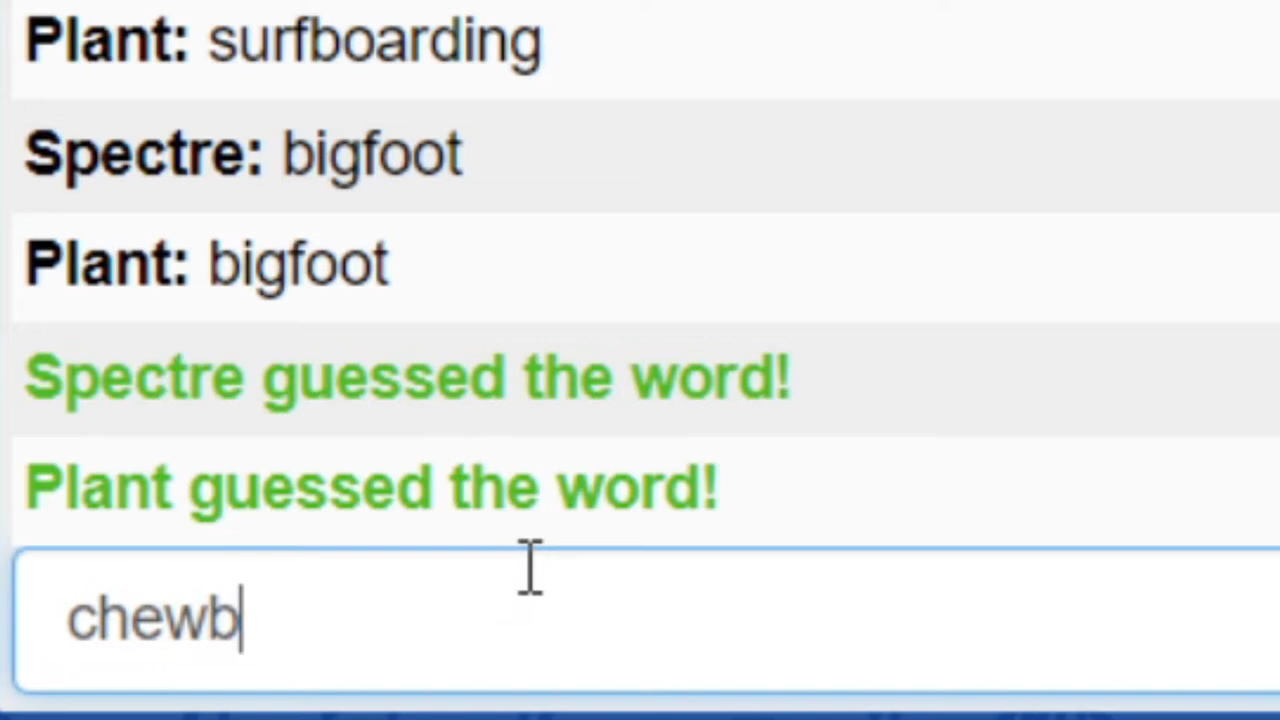 Plant: surfboarding
Spectre: bigfoot
Plant: bigfoot
Spectre guessed the word!
Plant guessed the word!
chewb